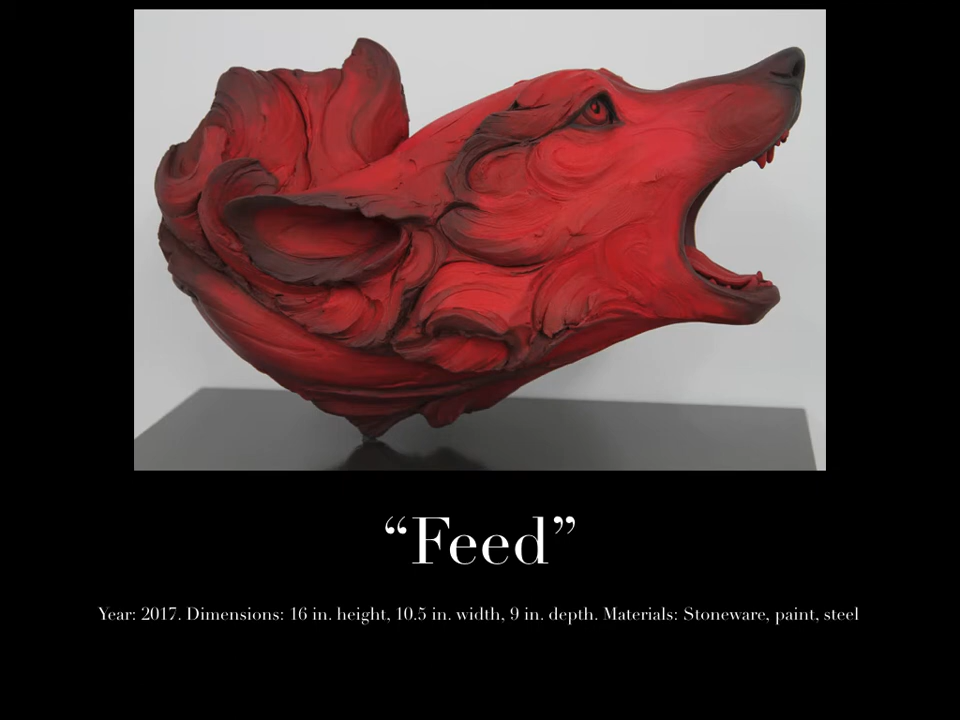 “Feed”
Year: 2017. Dimensions: 16 in. height, 10.5 in. width, 9 in. depth. Materials: Stoneware, paint, steel